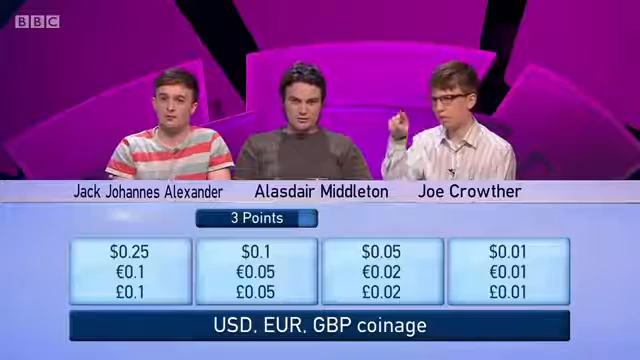 BBC
Jack Johannes Alexander Alasdair Middleton Joe Crowther
3 Points
$0.25 $0.1 $0.05 $0.01
€0.1 €0.05 €0.02 €0.01
£0.1 £0.05 £0.02 £0.01
USD, EUR, GBP coinage